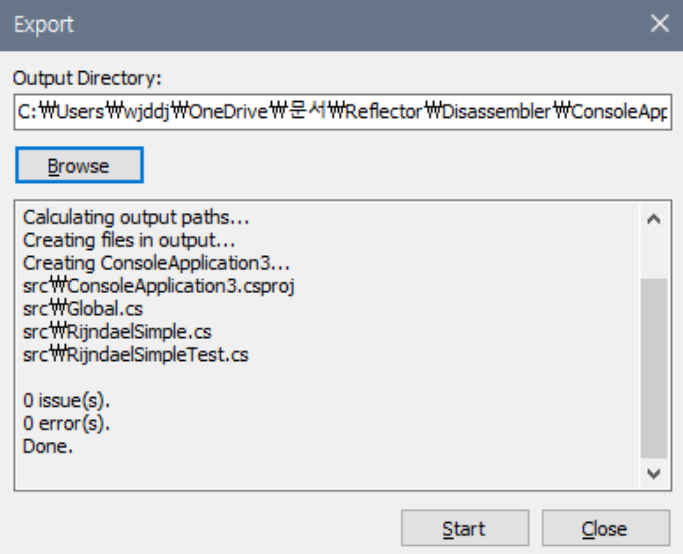 Export
Output Directory:
C:₩Users₩wjddj₩OneDrive₩문서₩Reflector₩Disassembler₩ConsoleApp
Browse
Calculating output paths...
Creating files in output...
Creating ConsoleApplication3...
src₩ConsoleApplication3.csproj
src₩Global.cs
src₩RijndaelSimple.cs
src₩RijndaelSimpleTest.cs
0 issue(s).
0 error(s).
Done.
Start
Close